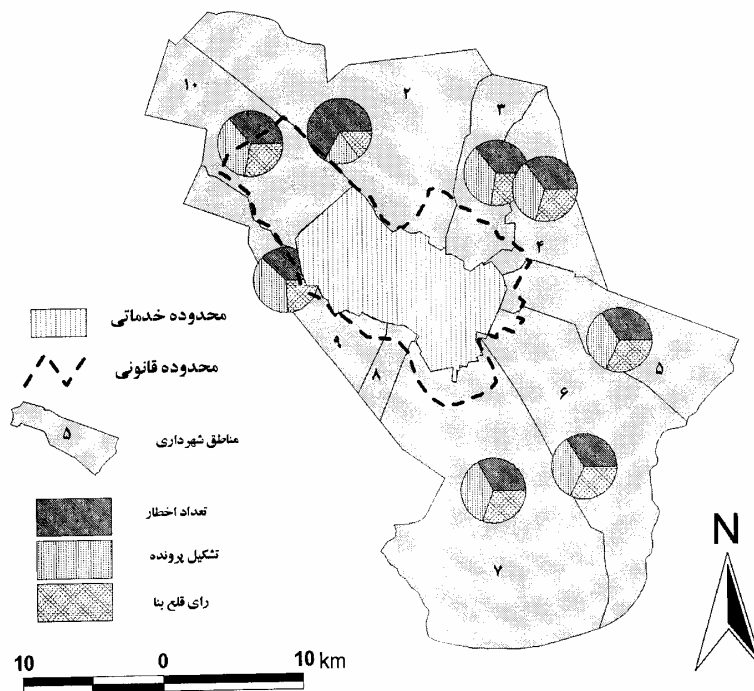 ۱۰
۲
۳
۴
۵
۶
۷
۸
۹
محدوده خدماتی
محدوده قانونی
۵
مناطق شهرداری
تعداد اخطار
تشکیل پرونده
رای قلع بنا
N
10 0 10 km